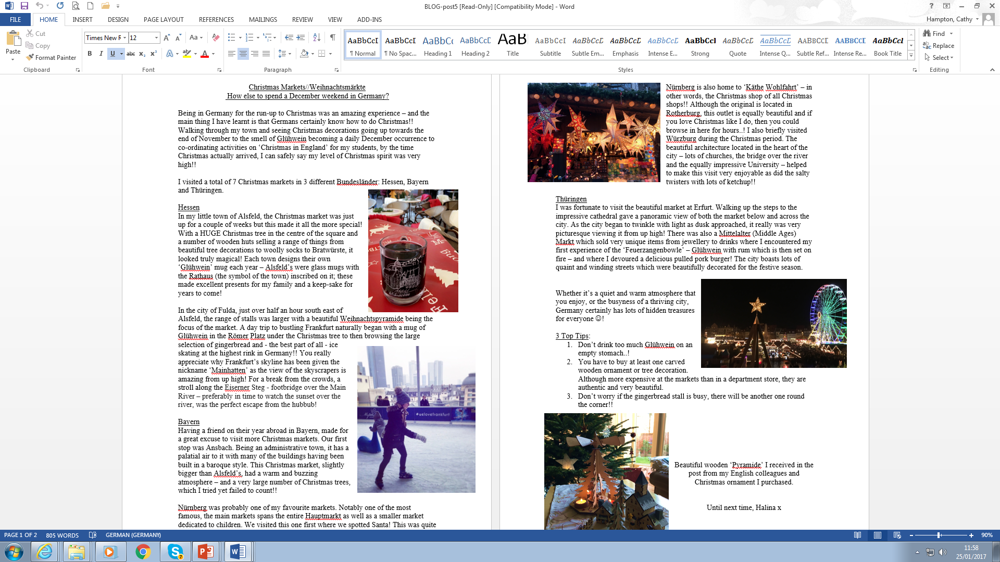 BLOG-post5 [Read-Only] [Compatibility Mode] - Word
FILE HOME INSERT DESIGN PAGE LAYOUT REFERENCES MAILINGS REVIEW VIEW ADD-INS
Hampton, Cathy
Paste
Cut
Copy
Format Painter
Clipboard
Times New R 12
Font
Paragraph
AaBbCcI AaBbCcI AaBbCc AaBbCcI AaB AaBbCcI AaBbCcD AaBbCcD AaBbCcD AaBbCcI AaBbCcD AaBbCcD AABBCCI AABBCCI AaBbCcI
¶ Normal ¶ No Spac... Heading 1 Heading 2 Title Subtitle Subtle Em... Emphasis Intense E... Strong Quote Intense Q... Subtle Ref... Intense Re... Book Title
Styles
Find
Replace
Select
Editing
Christmas Markets//Weihnachtsmärkte
How else to spend a December weekend in Germany?
Being in Germany for the run-up to Christmas was an amazing experience – and the
main thing I have learnt is that Germans certainly know how to do Christmas!!
Walking through my town and seeing Christmas decorations going up towards the
end of November to the smell of Glühwein becoming a daily December occurrence to
co-ordinating activities on ‘Christmas in England’ for my students, by the time
Christmas actually arrived, I can safely say my level of Christmas spirit was very
high!!
I visited a total of 7 Christmas markets in 3 different Bundesländer: Hessen, Bayern
and Thüringen.
Hessen
In my little town of Alsfeld, the Christmas market was just
up for a couple of weeks but this made it all the more special!
With a HUGE Christmas tree in the centre of the square and
a number of wooden huts selling a range of things from
beautiful tree decorations to woolly socks to Bratwürste, it
looked truly magical! Each town designs their own
‘Glühwein’ mug each year – Alsfeld’s were glass mugs with
the Rathaus (the symbol of the town) inscribed on it; these
made excellent presents for my family and a keep-sake for
years to come!
In the city of Fulda, just over half an hour south east of
Alsfeld, the range of stalls was larger with a beautiful Weihnachtspyramide being the
focus of the market. A day trip to bustling Frankfurt naturally began with a mug of
Glühwein in the Römer Platz under the Christmas tree to then browsing the large
selection of gingerbread and - the best part of all - ice
skating at the highest rink in Germany!! You really
appreciate why Frankfurt’s skyline has been given the
nickname ‘Mainhatten’ as the view of the skyscrapers is
amazing from up high! For a break from the crowds, a
stroll along the Eiserner Steg - footbridge over the Main
River – preferably in time to watch the sunset over the
river, was the perfect escape from the hubbub!
#welovefrankfurt
Bayern
Having a friend on their year abroad in Bayern, made for
a great excuse to visit more Christmas markets. Our first
stop was Ansbach. Being an administrative town, it has a
palatial air to it with many of the buildings having been
built in a baroque style. This Christmas market, slightly
bigger than Alsfeld’s, had a warm and buzzing
atmosphere – and a very large number of Christmas trees,
which I tried yet failed to count!!
Nürnberg was probably one of my favourite markets. Notably one of the most
famous, the main markets spans the entire Hauptmarkt as well as a smaller market
dedicated to children. We visited this one first where we spotted Santa! This was quite
Nürnberg is also home to ‘Käthe Wohlfahrt’ – in
other words, the Christmas shop of all Christmas
shops!! Although the original is located in
Rotherburg, this outlet is equally beautiful and if
you love Christmas like I do, then you could
browse in here for hours..! I also briefly visited
Würzburg during the Christmas period. The
beautiful architecture located in the heart of the
city – lots of churches, the bridge over the river
and the equally impressive University – helped
to make this visit very enjoyable as did the salty
twisters with lots of ketchup!!
Thüringen
I was fortunate to visit the beautiful market at Erfurt. Walking up the steps to the
impressive cathedral gave a panoramic view of both the market below and across the
city. As the city began to twinkle with light as dusk approached, it really was very
picturesque viewing it from up high! There was also a Mittelalter (Middle Ages)
Markt which sold very unique items from jewellery to drinks where I encountered my
first experience of the ‘Feuerzangenbowle’ – Glühwein with rum which is then set on
fire – and where I devoured a delicious pulled pork burger! The city boasts lots of
quaint and winding streets which were beautifully decorated for the festive season.
Whether it’s a quiet and warm atmosphere that
you enjoy, or the busyness of a thriving city,
Germany certainly has lots of hidden treasures
for everyone ☺!
3 Top Tips:
1. Don’t drink too much Glühwein on an
empty stomach..!
2. You have to buy at least one carved
wooden ornament or tree decoration.
Although more expensive at the markets than in a department store, they are
authentic and very beautiful.
3. Don’t worry if the gingerbread stall is busy, there will be another one round
the corner!!
Beautiful wooden ‘Pyramide’ I received in the
post from my English colleagues and
Christmas ornament I purchased.
Until next time, Halina x
PAGE 1 OF 2 805 WORDS GERMAN (GERMANY) 90%
11:58
25/01/2017